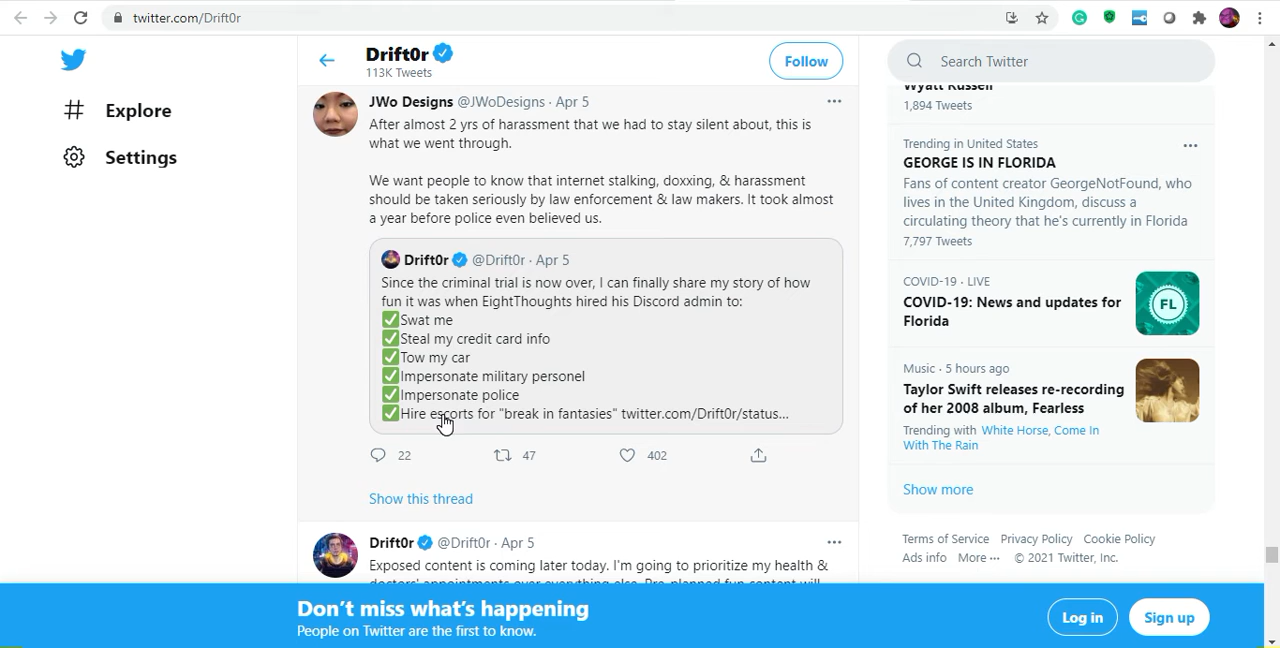 twitter.com/Drift0r
Explore
Settings
Drift0r
113K Tweets
Follow
JWo Designs @JWoDesigns · Apr 5
After almost 2 yrs of harassment that we had to stay silent about, this is
what we went through.
We want people to know that internet stalking, doxxing, & harassment
should be taken seriously by law enforcement & law makers. It took almost
a year before police even believed us.
Drift0r @Drift0r · Apr 5
Since the criminal trial is now over, I can finally share my story of how
fun it was when EightThoughts hired his Discord admin to:
✅Swat me
✅Steal my credit card info
✅Tow my car
✅Impersonate military personel
✅Impersonate police
✅Hire escorts for "break in fantasies" twitter.com/Drift0r/status...
22 47 402
Show this thread
Drift0r @Drift0r · Apr 5
Exposed content is coming later today. I'm going to prioritize my health &
doctors' appointments over everything else. Pre-planned fun content will
Search Twitter
Wyatt Russell
1,894 Tweets
Trending in United States
GEORGE IS IN FLORIDA
Fans of content creator GeorgeNotFound, who
lives in the United Kingdom, discuss a
circulating theory that he's currently in Florida
7,797 Tweets
COVID-19 · LIVE
COVID-19: News and updates for
Florida
FL
Music · 5 hours ago
Taylor Swift releases re-recording
of her 2008 album, Fearless
Trending with White Horse, Come In
With The Rain
Show more
Terms of Service Privacy Policy Cookie Policy
Ads info More ··· © 2021 Twitter, Inc.
Don't miss what's happening
People on Twitter are the first to know.
Log in
Sign up